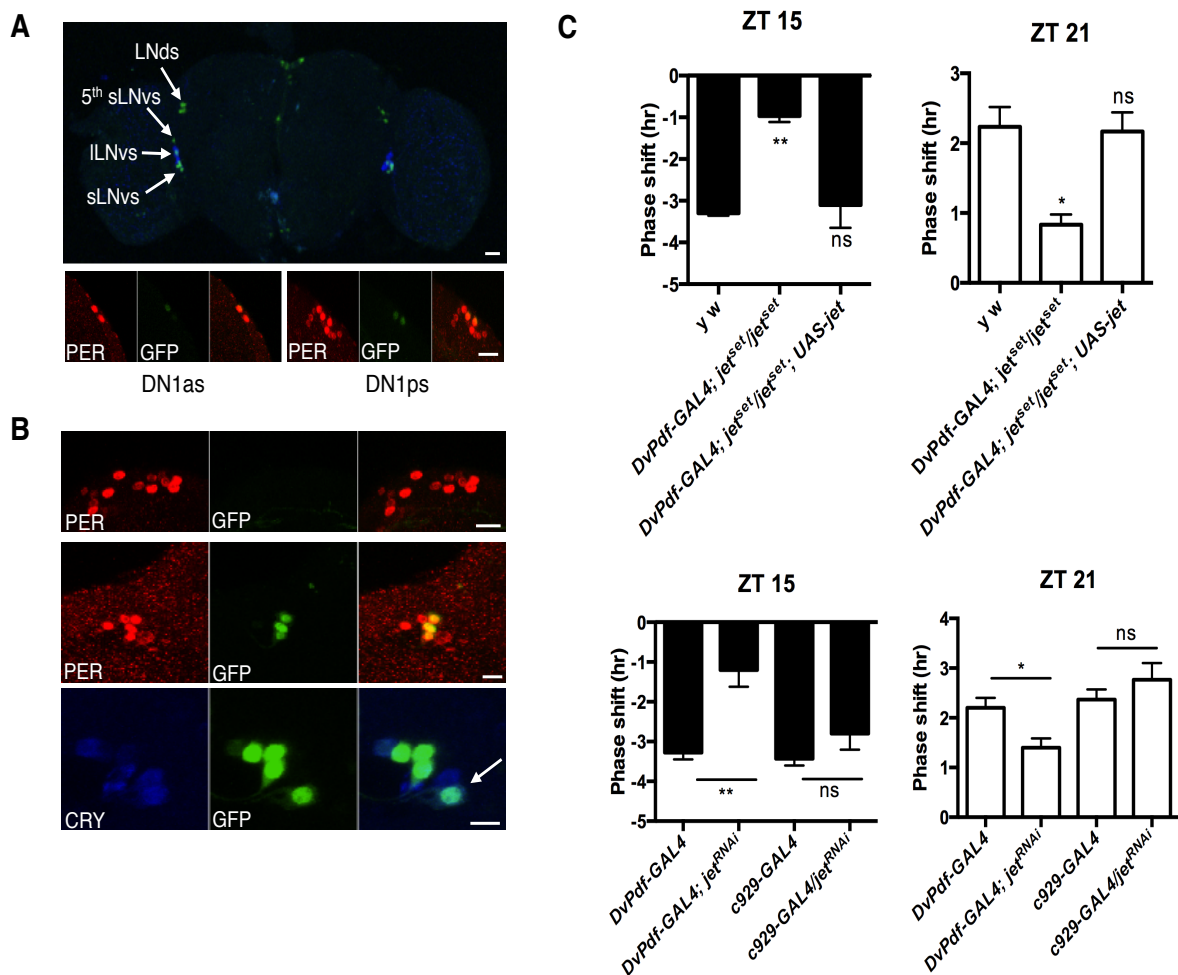 A
LNds
5th sLNvs
lLNvs
sLNvs
PER
GFP
PER
GFP
DN1as
DN1ps
B
PER
GFP
PER
GFP
CRY
GFP
C
ZT 15
Phase shift (hr)
0
-1
-2
-3
-4
-5
**
ns
y w
DvPdf-GAL4; jetset/jetset
DvPdf-GAL4; jetset/jetset; UAS-jet
ZT 21
Phase shift (hr)
3
2
1
0
*
ns
y w
DvPdf-GAL4; jetset/jetset
DvPdf-GAL4; jetset/jetset; UAS-jet
ZT 15
Phase shift (hr)
0
-1
-2
-3
-4
-5
**
ns
DvPdf-GAL4
DvPdf-GAL4; jetRNAi
c929-GAL4
c929-GAL4/jetRNAi
ZT 21
Phase shift (hr)
4
3
2
1
0
*
ns
DvPdf-GAL4
DvPdf-GAL4; jetRNAi
c929-GAL4
c929-GAL4/jetRNAi